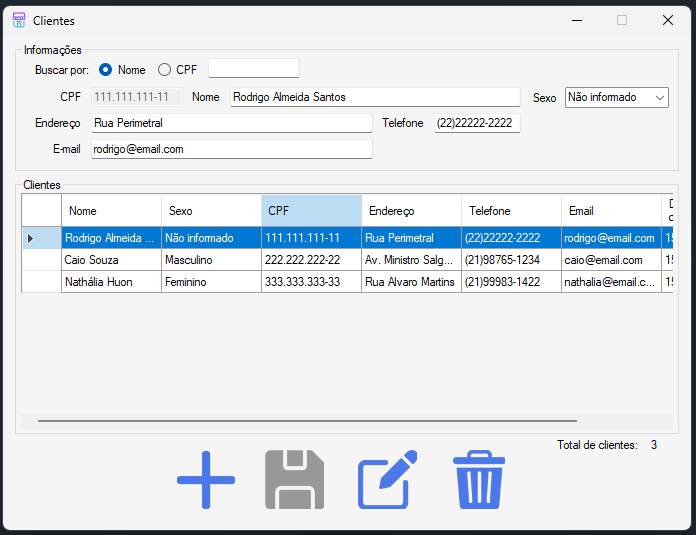 Clientes
Informações
Buscar por: Nome CPF
CPF 111.111.111-11 Nome Rodrigo Almeida Santos Sexo Não informado
Endereço Rua Perimetral Telefone (22)22222-2222
E-mail rodrigo@email.com
Clientes
Nome Sexo CPF Endereço Telefone Email
Rodrigo Almeida ... Não informado 111.111.111-11 Rua Perimetral (22)22222-2222 rodrigo@email.com 15
Caio Souza Masculino 222.222.222-22 Av. Ministro Salg... (21)98765-1234 caio@email.com 15
Nathália Huon Feminino 333.333.333-33 Rua Alvaro Martins (21)99983-1422 nathalia@email.c... 15
Total de clientes: 3